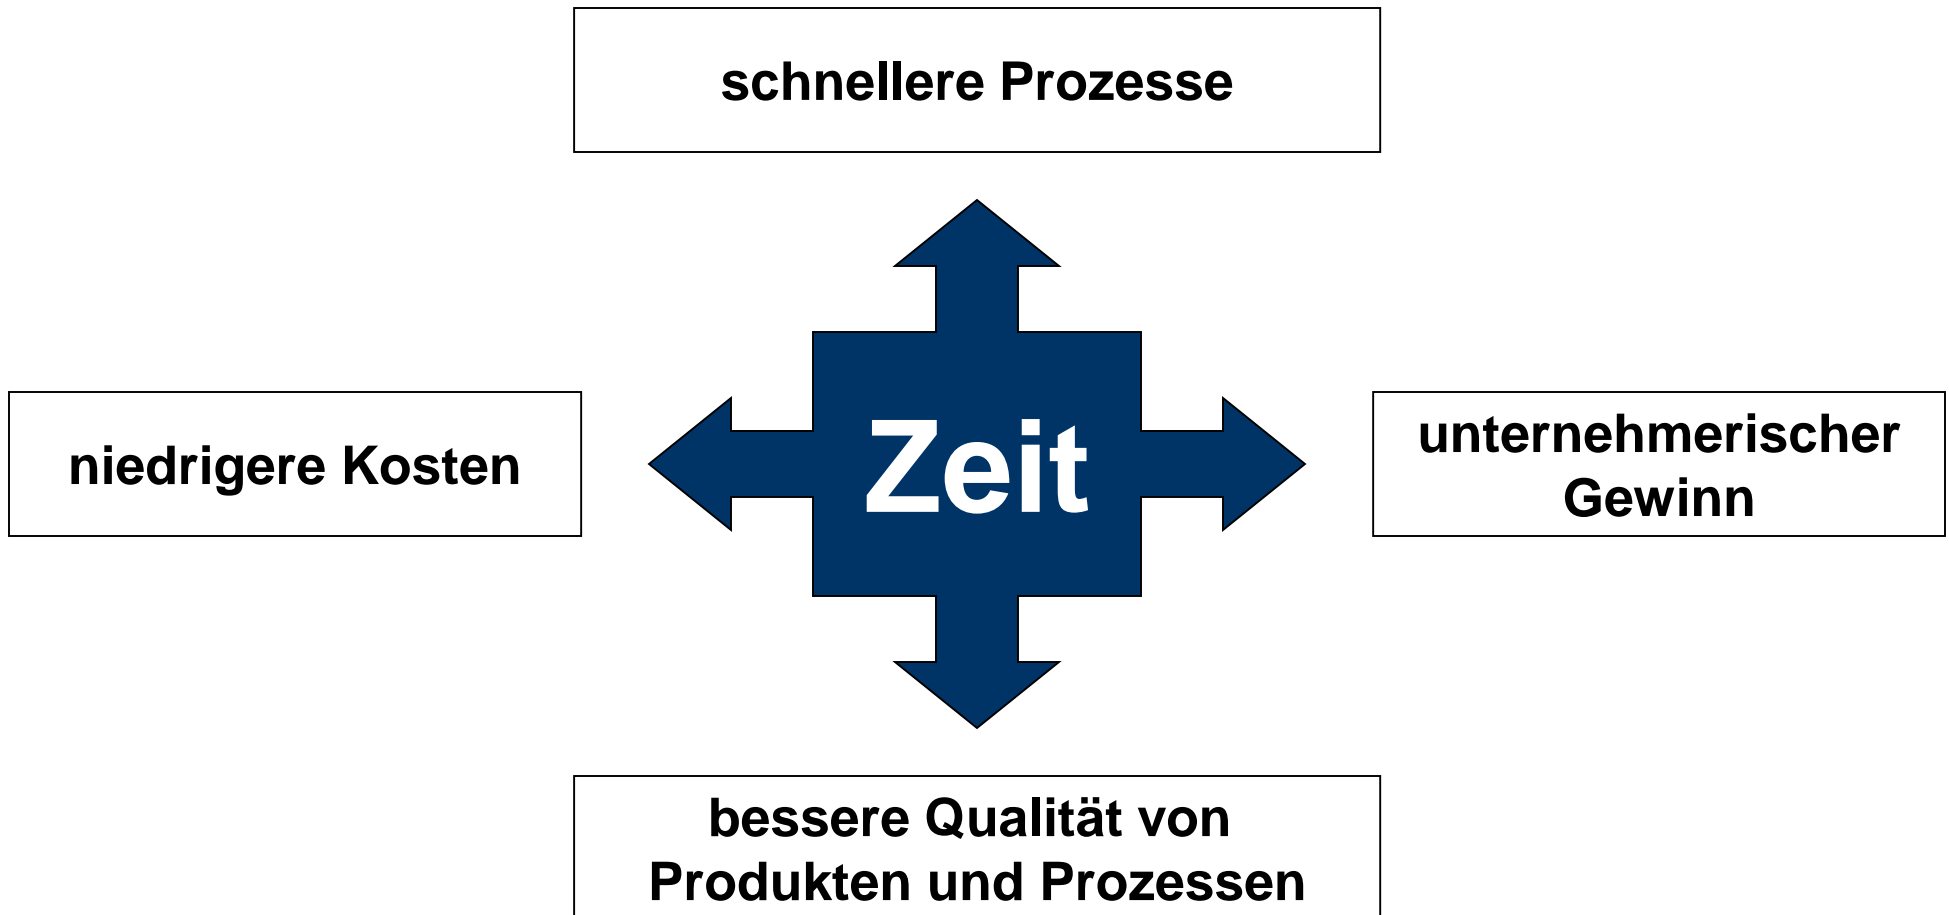 schnellere Prozesse
niedrigere Kosten
Zeit
unternehmerischer
Gewinn
bessere Qualität von
Produkten und Prozessen